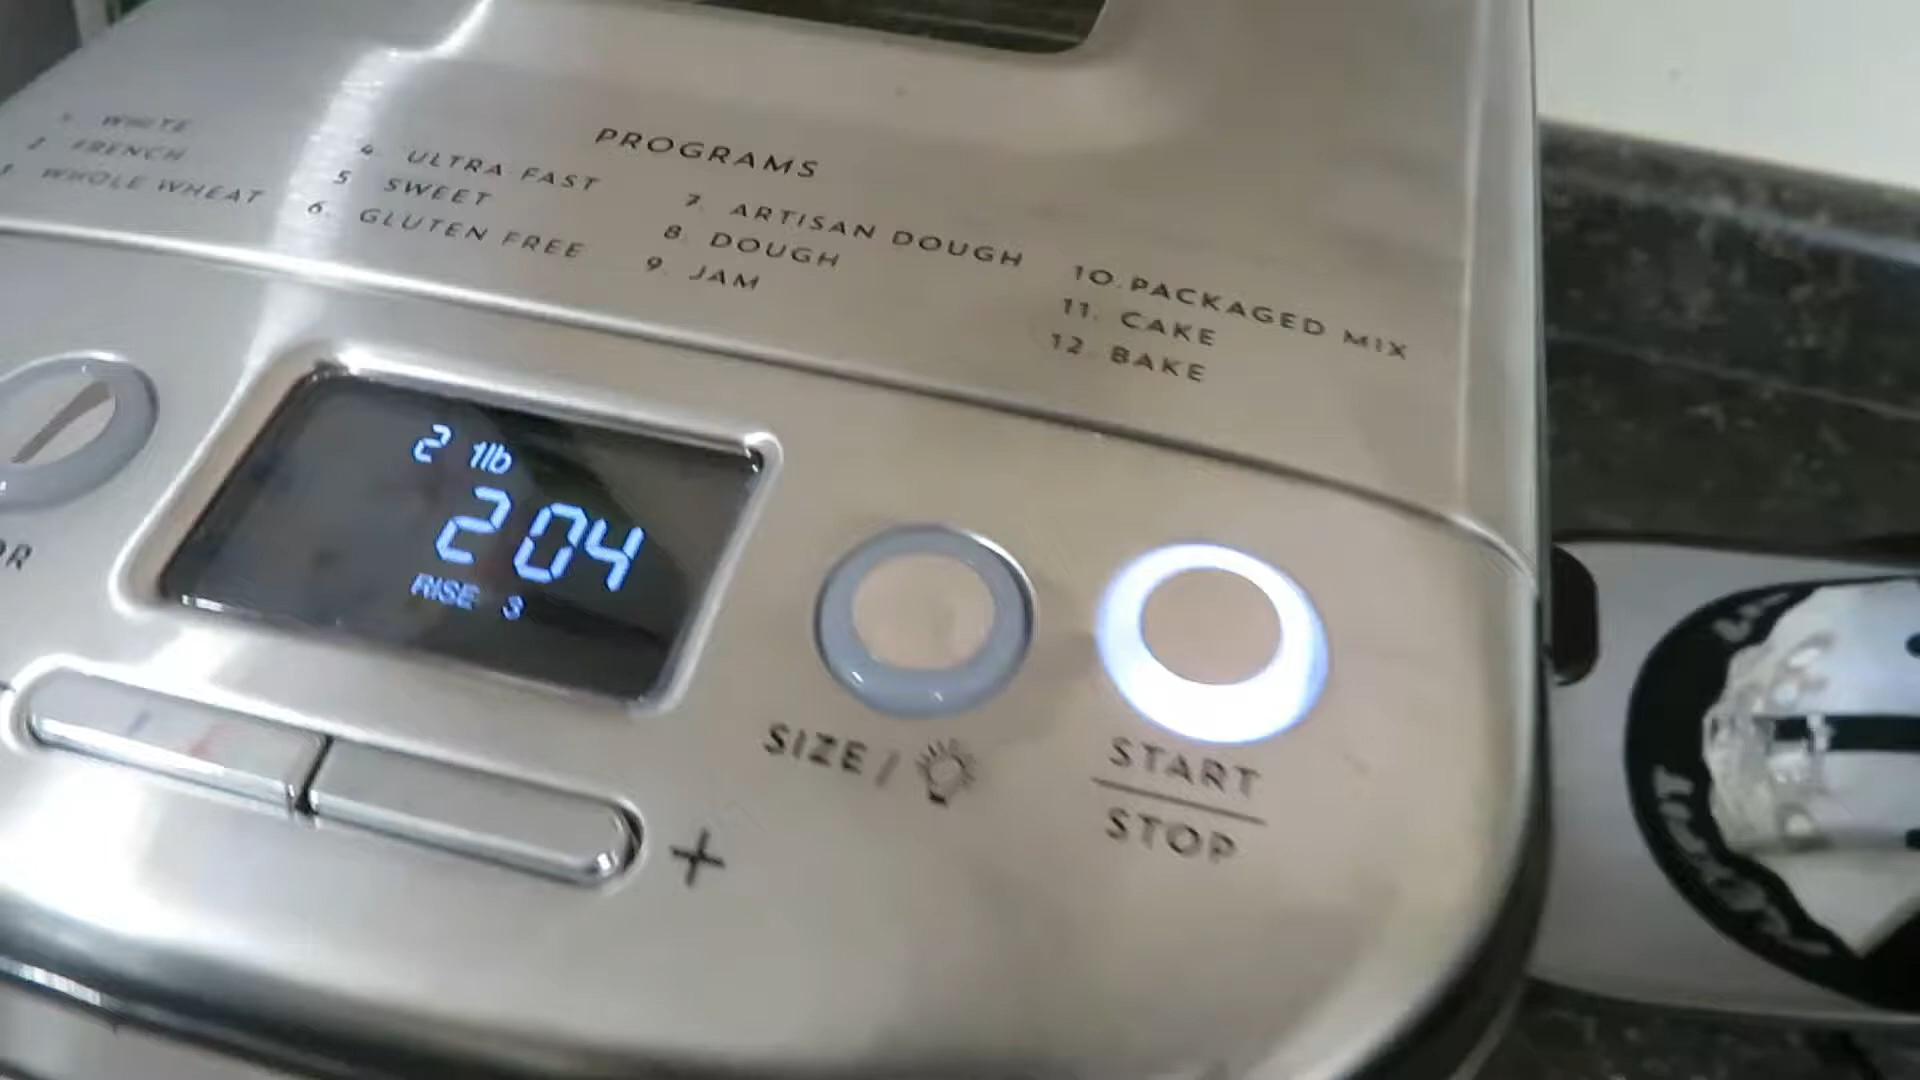 PROGRAMS
1. WHITE
2 FRENCH
3 WHOLE WHEAT
4. ULTRA FAST
5 SWEET
6. GLUTEN FREE
7. ARTISAN DOUGH
8. DOUGH
9. JAM
10. PACKAGED MIX
11. CAKE
12 BAKE
2 1lb
204
RISE 3
+
SIZE /
START
STOP